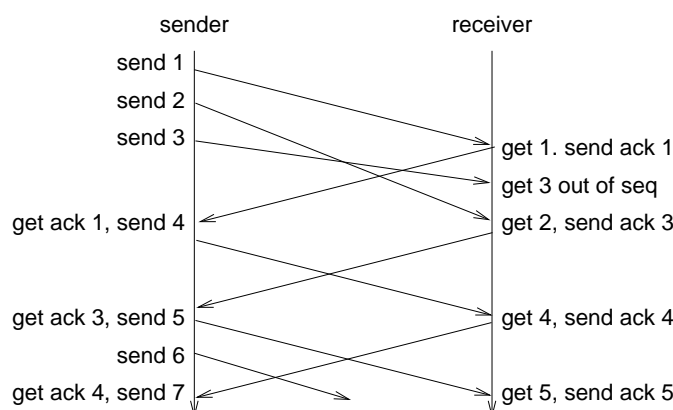 sender
receiver
send 1
send 2
send 3
get 1. send ack 1
get 3 out of seq
get ack 1, send 4
get 2, send ack 3
get ack 3, send 5
get 4, send ack 4
send 6
get ack 4, send 7
get 5, send ack 5